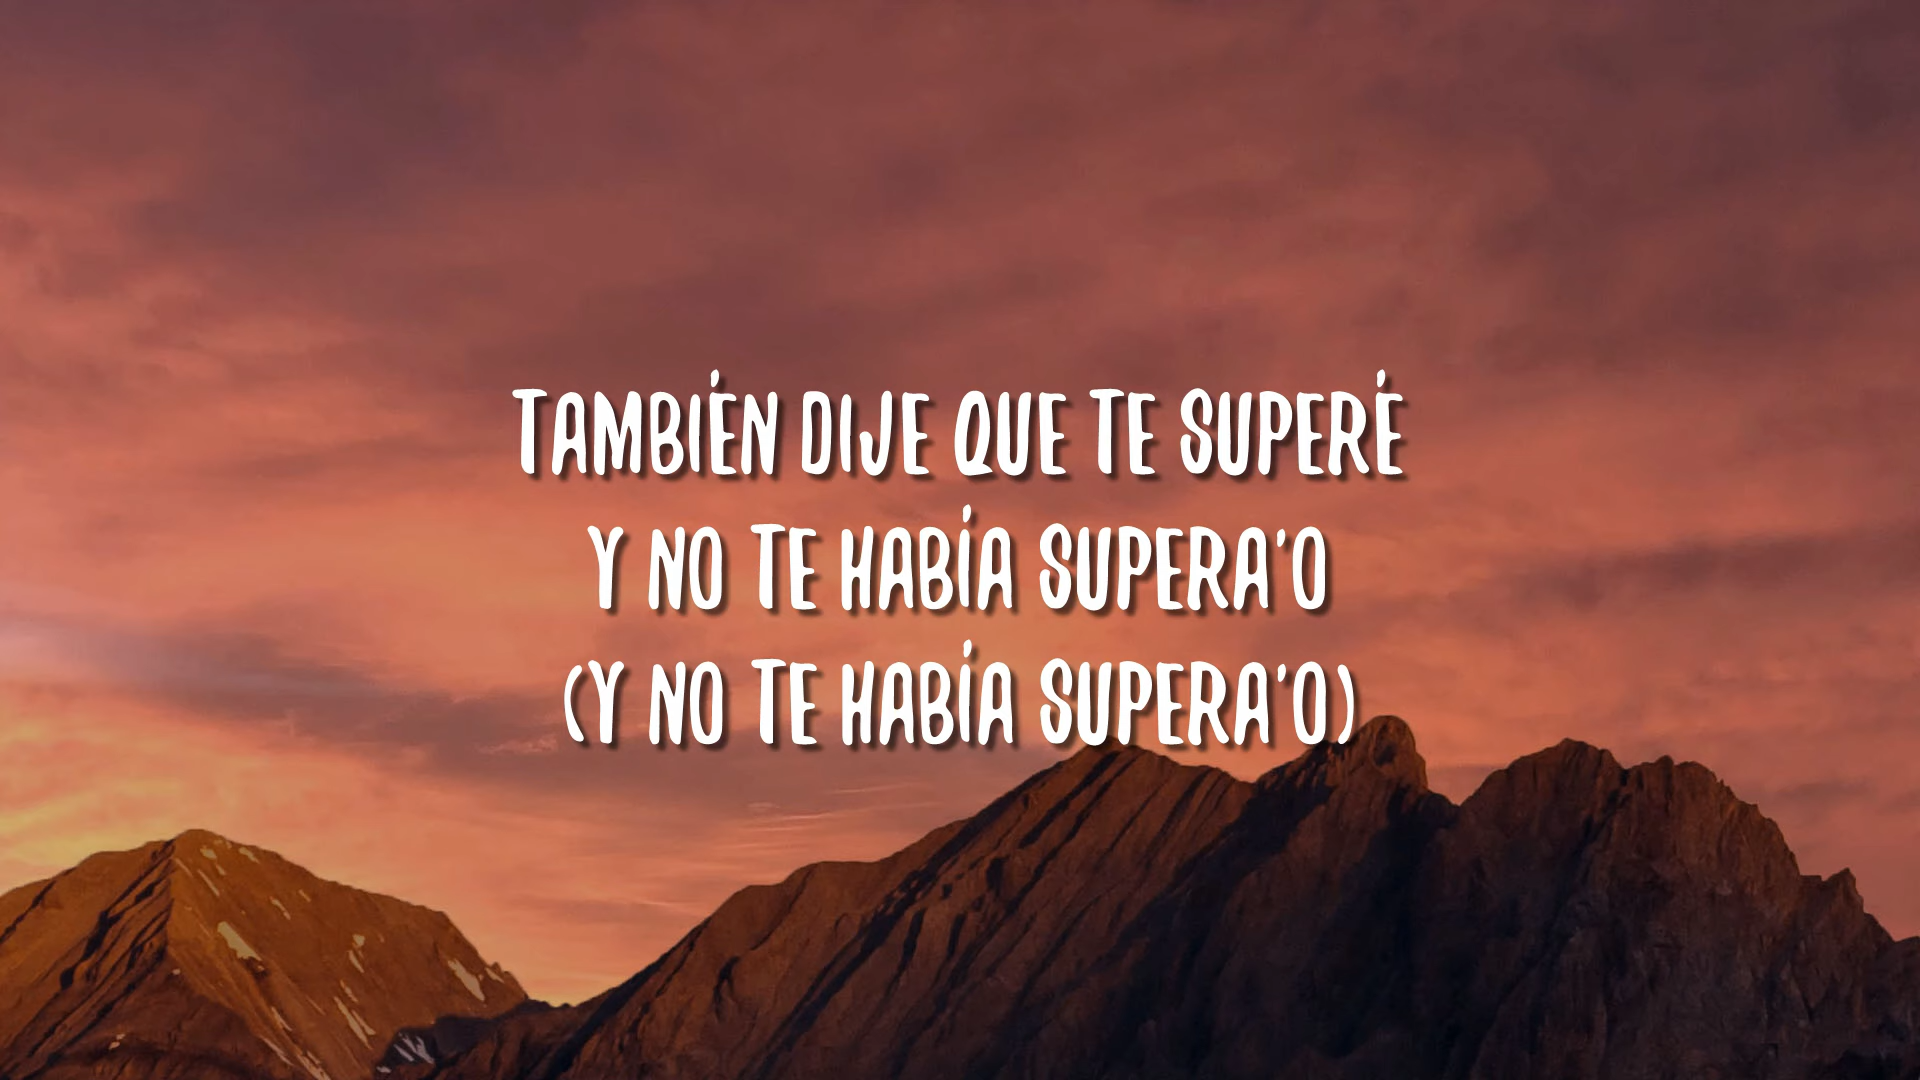 TAMBIÉN DIJE QUE TE SUPERÉ
Y NO TE HABÍA SUPERA'O
(Y NO TE HABÍA SUPERA'O)